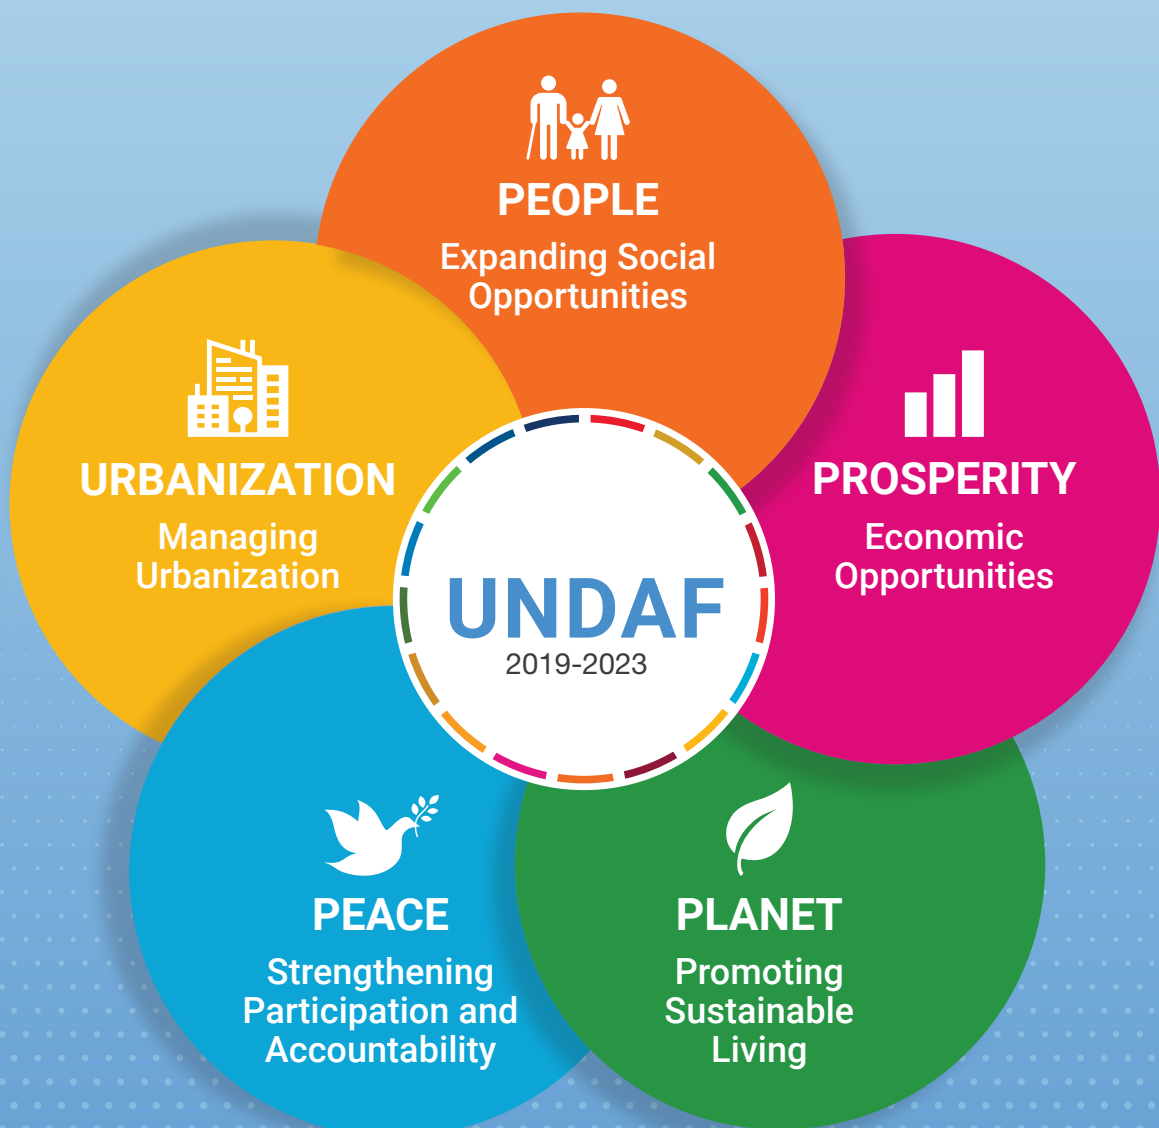 PEOPLE
Expanding Social
Opportunities
URBANIZATION
Managing
Urbanization
PROSPERITY
Economic
Opportunities
UNDAF
2019-2023
PEACE
Strengthening
Participation and
Accountability
PLANET
Promoting
Sustainable
Living